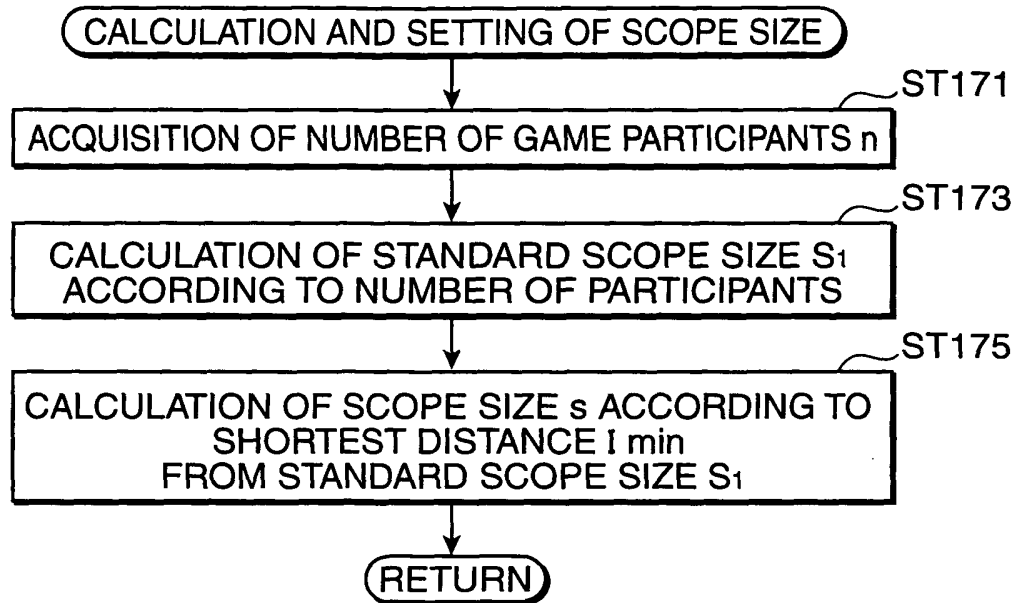 CALCULATION AND SETTING OF SCOPE SIZE
ST171
ACQUISITION OF NUMBER OF GAME PARTICIPANTS n
ST173
CALCULATION OF STANDARD SCOPE SIZE S1
ACCORDING TO NUMBER OF PARTICIPANTS
ST175
CALCULATION OF SCOPE SIZE s ACCORDING TO
SHORTEST DISTANCE I min
FROM STANDARD SCOPE SIZE S1
RETURN